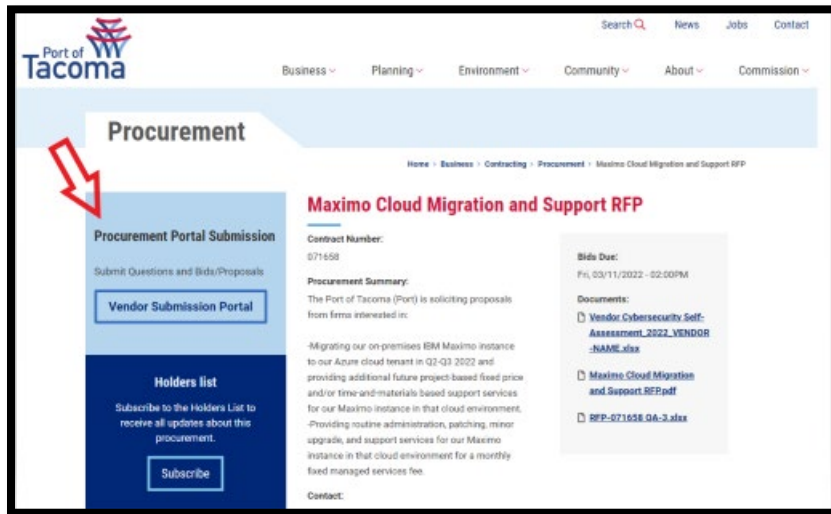 Port of
Tacoma
Search
News
Jobs
Contact
Business
Planning
Environment
Community
About
Commission
Procurement
Home > Business > Contracting > Procurement > Maximo Cloud Migration and Support RFP
Procurement Portal Submission
Submit Questions and Bids/Proposals
Vendor Submission Portal
Holders list
Subscribe to the Holders List to
receive all updates about this
procurement.
Subscribe
Maximo Cloud Migration and Support RFP
Contract Number:
071658
Procurement Summary:
The Port of Tacoma (Port) is soliciting proposals
from firms interested in:
-Migrating our on-premises IBM Maximo instance
to our Azure cloud tenant in Q2-Q3 2022 and
providing additional future project-based fixed price
and/or time-and-materials based support services
for our Maximo instance in that cloud environment.
-Providing routine administration, patching, minor
upgrade, and support services for our Maximo
instance in that cloud environment for a monthly
fixed managed services fee.
Contact:
Bids Due:
Fri, 03/11/2022 - 02:00PM
Documents:
Vendor Cybersecurity Self-
Assessment_2022_VENDOR
-NAME.xlsx
Maximo Cloud Migration
and Support RFP.pdf
RFP-071658 QA-3.xlsx